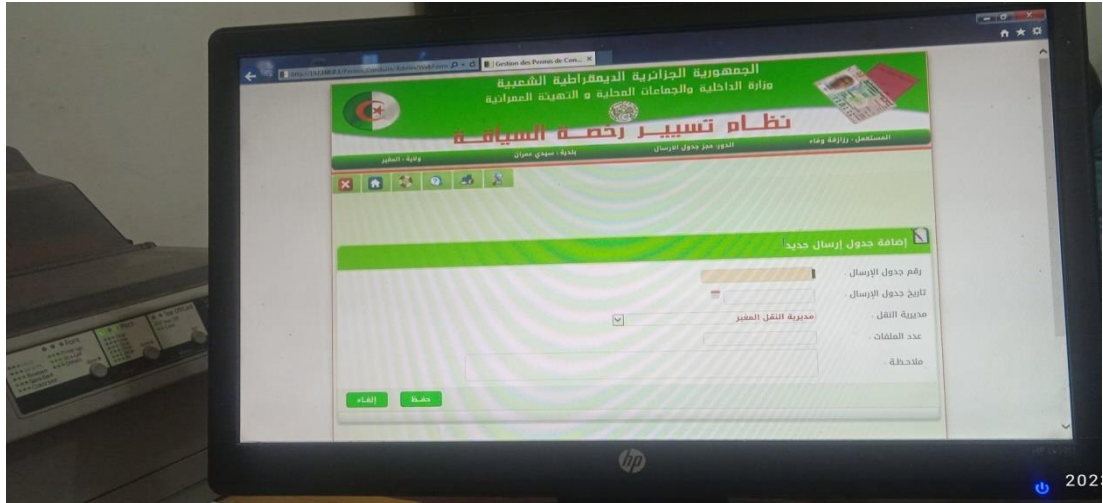 Gestion des Permis de Con...
الجمهورية الجزائرية الديمقراطية الشعبية
وزارة الداخلية والجماعات المحلية و التهيئة العمرانية
نظام تسيير رخصة السياقة
المستعمل : رزازقة وفاء
الدور: حجز جدول الارسال
بلدية : سيدي عمران
ولاية : المغير
إضافة جدول إرسال جديد
رقم جدول الإرسال .
تاريخ جدول الإرسال .
مديرية النقل . مديرية النقل المغير
عدد الملفات .
ملاحظة .
حفظ
إلغاء
hp